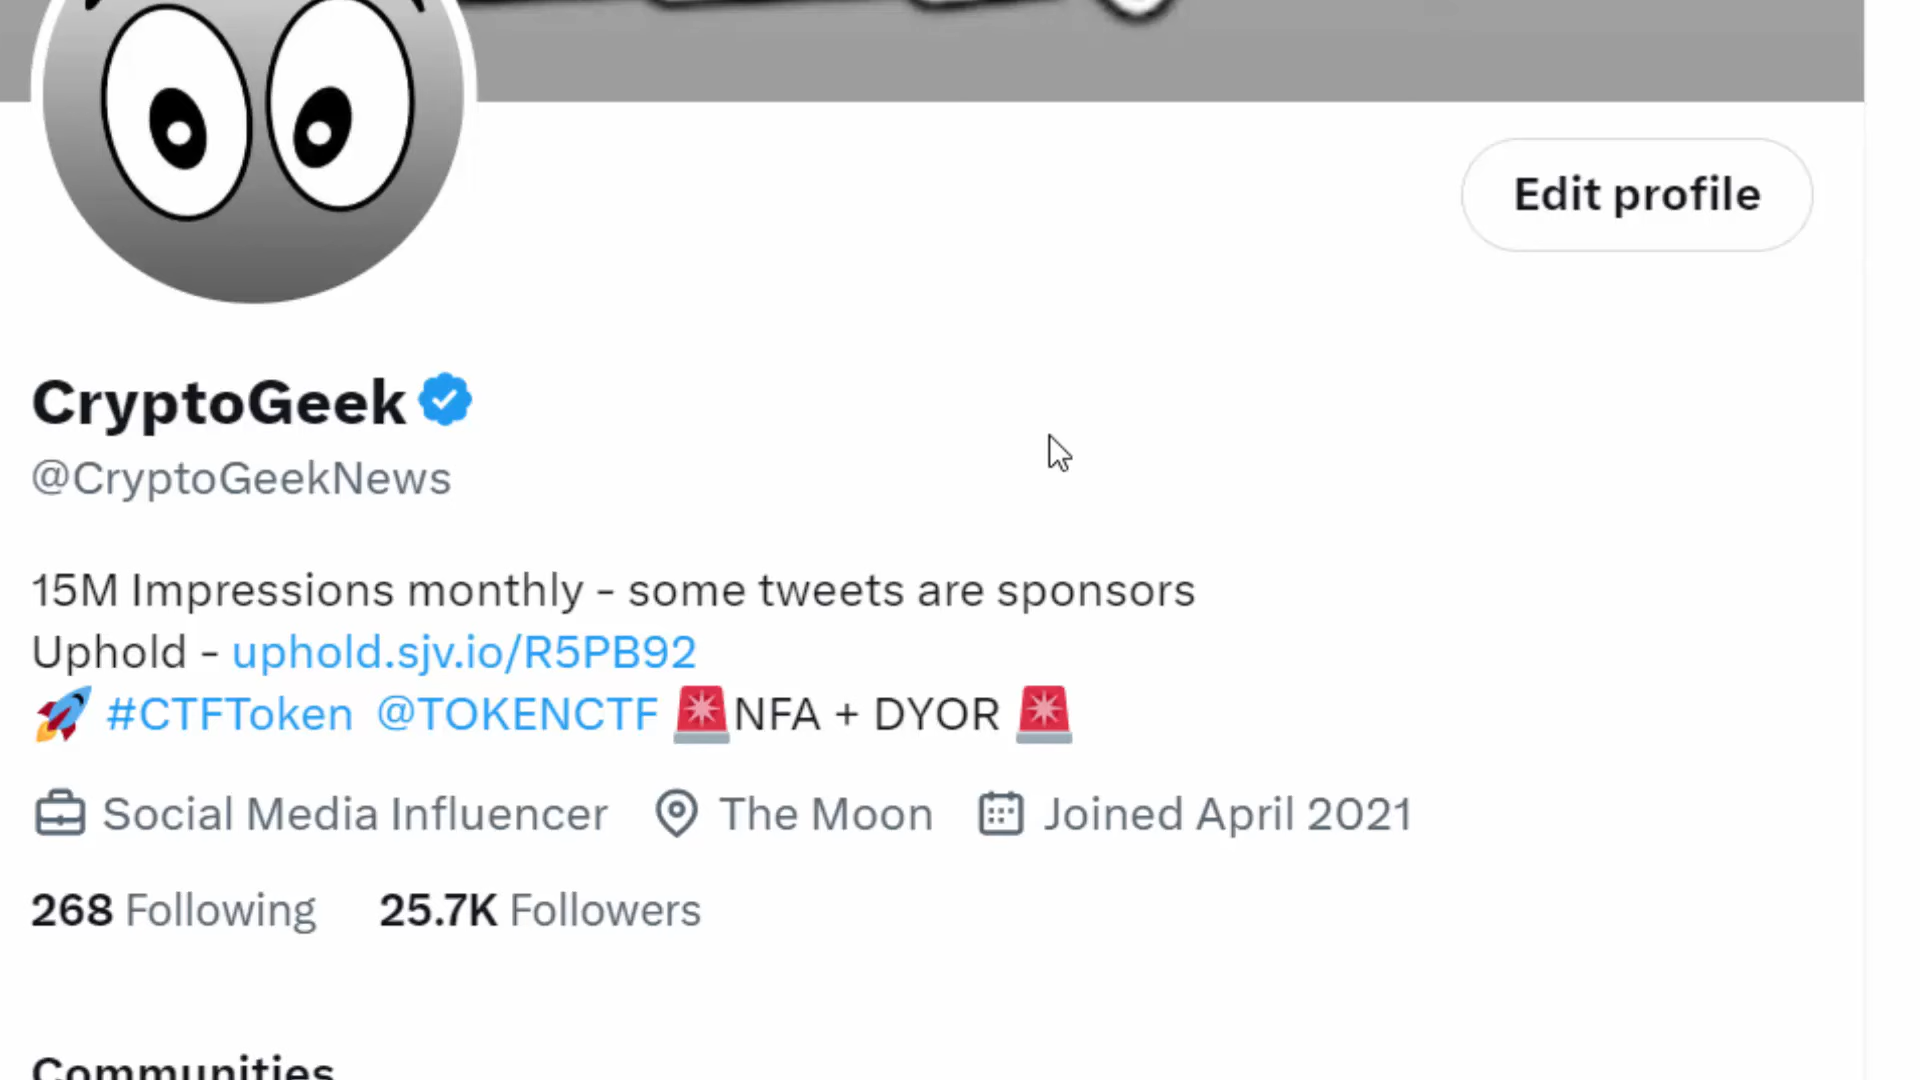 Edit profile
CryptoGeek
@CryptoGeekNews
15M Impressions monthly - some tweets are sponsors
Uphold - uphold.sjv.io/R5PB92
🚀 #CTFToken @TOKENCTF 🚨NFA + DYOR 🚨
Social Media Influencer The Moon Joined April 2021
268 Following 25.7K Followers
Communities